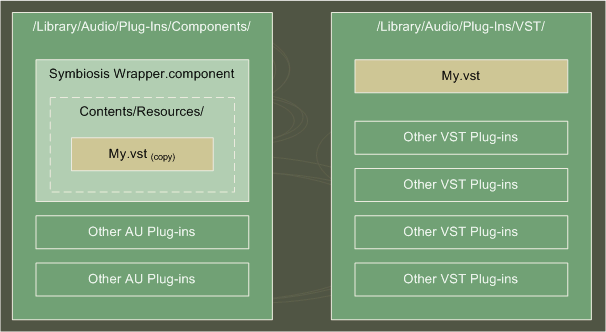 /Library/Audio/Plug-Ins/Components/
Symbiosis Wrapper.component
Contents/Resources/
My.vst (copy)
Other AU Plug-ins
Other AU Plug-ins
/Library/Audio/Plug-Ins/VST/
My.vst
Other VST Plug-ins
Other VST Plug-ins
Other VST Plug-ins
Other VST Plug-ins